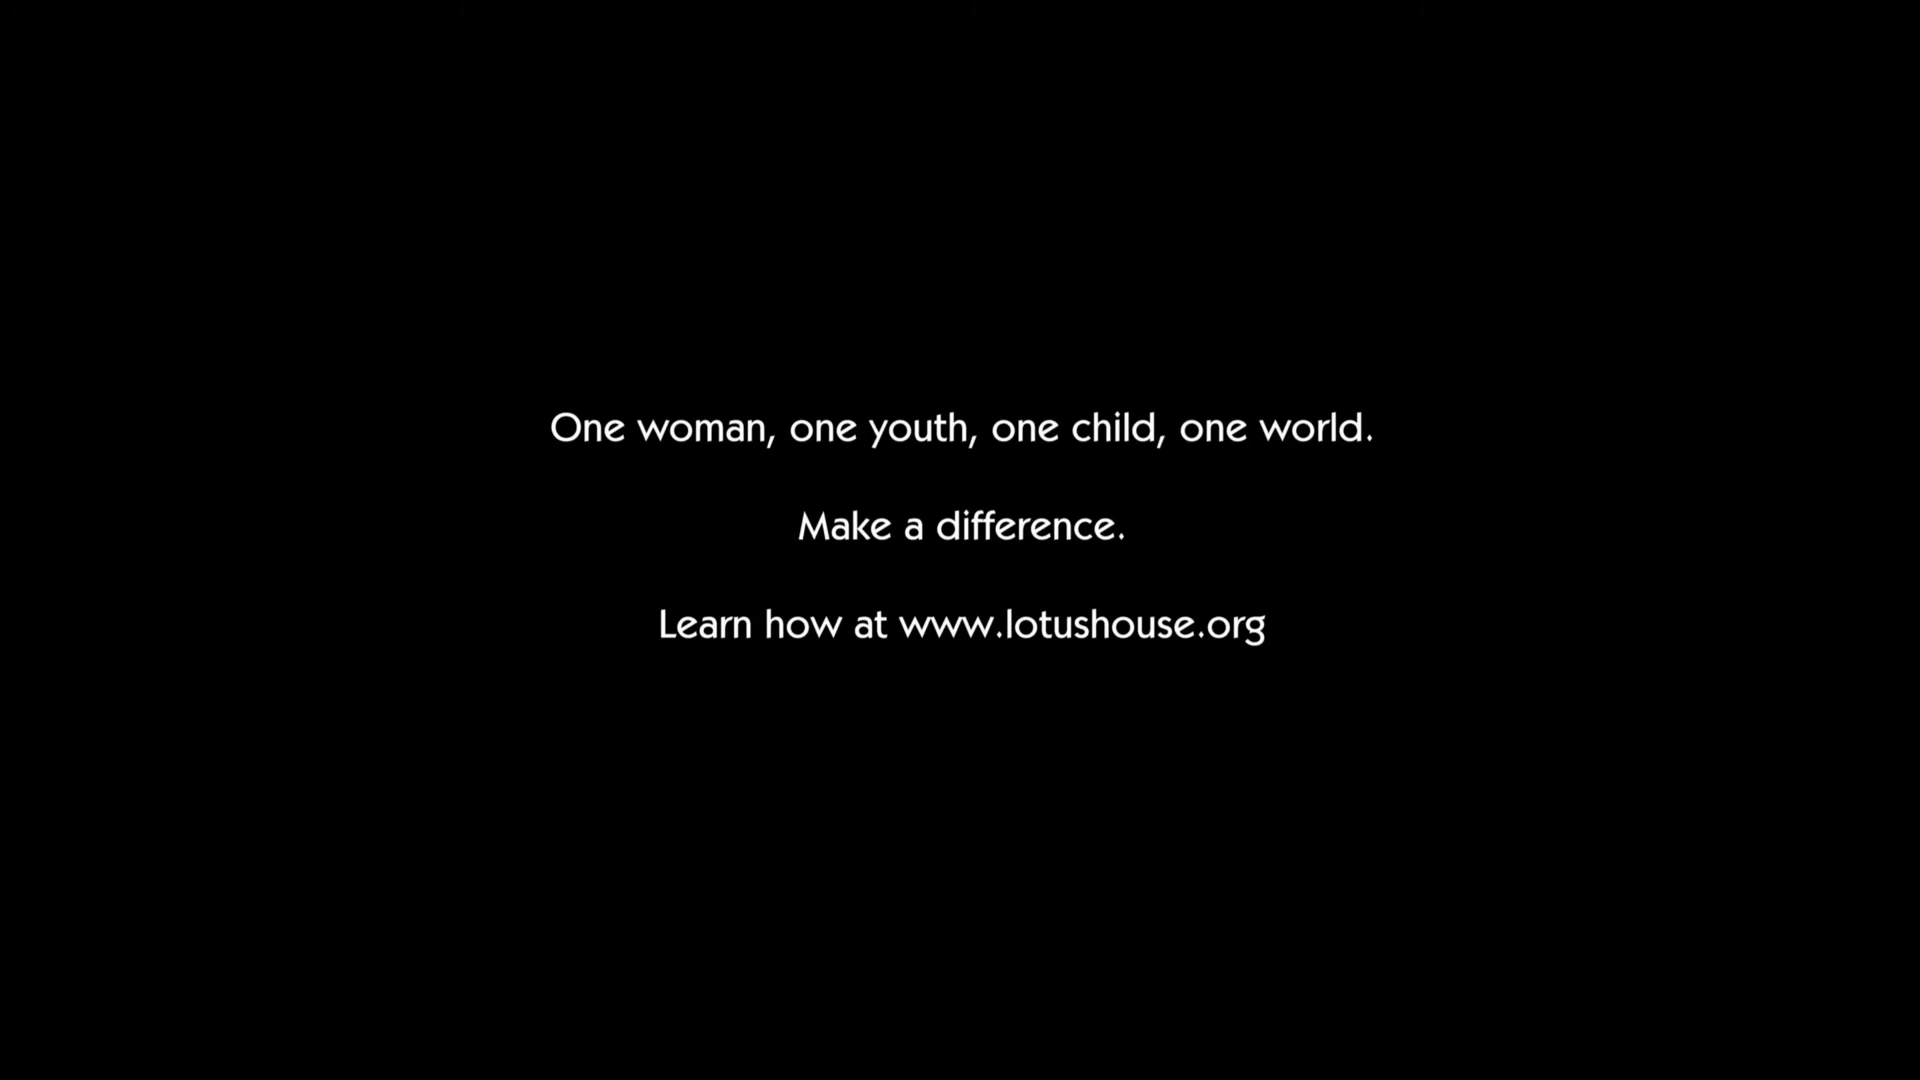 One woman, one youth, one child, one world.
Make a difference.
Learn how at www.lotushouse.org